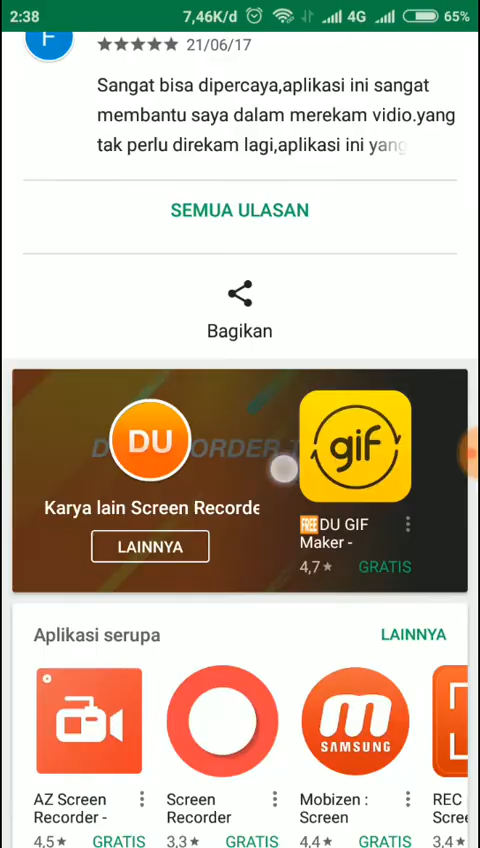 2:38 7,46K/d 4G 65%
F
21/06/17
Sangat bisa dipercaya,aplikasi ini sangat
membantu saya dalam merekam vidio.yang
tak perlu direkam lagi,aplikasi ini yang
SEMUA ULASAN
Bagikan
DU
Karya lain Screen Recorde
LAINNYA
gif
FREE DU GIF
Maker -
4,7★ GRATIS
Aplikasi serupa LAINNYA
m
SAMSUNG
AZ Screen
Recorder -
4,5★ GRATIS
Screen
Recorder
3,3★ GRATIS
Mobizen :
Screen
4,4★ GRATIS
REC
Scree
3,4★